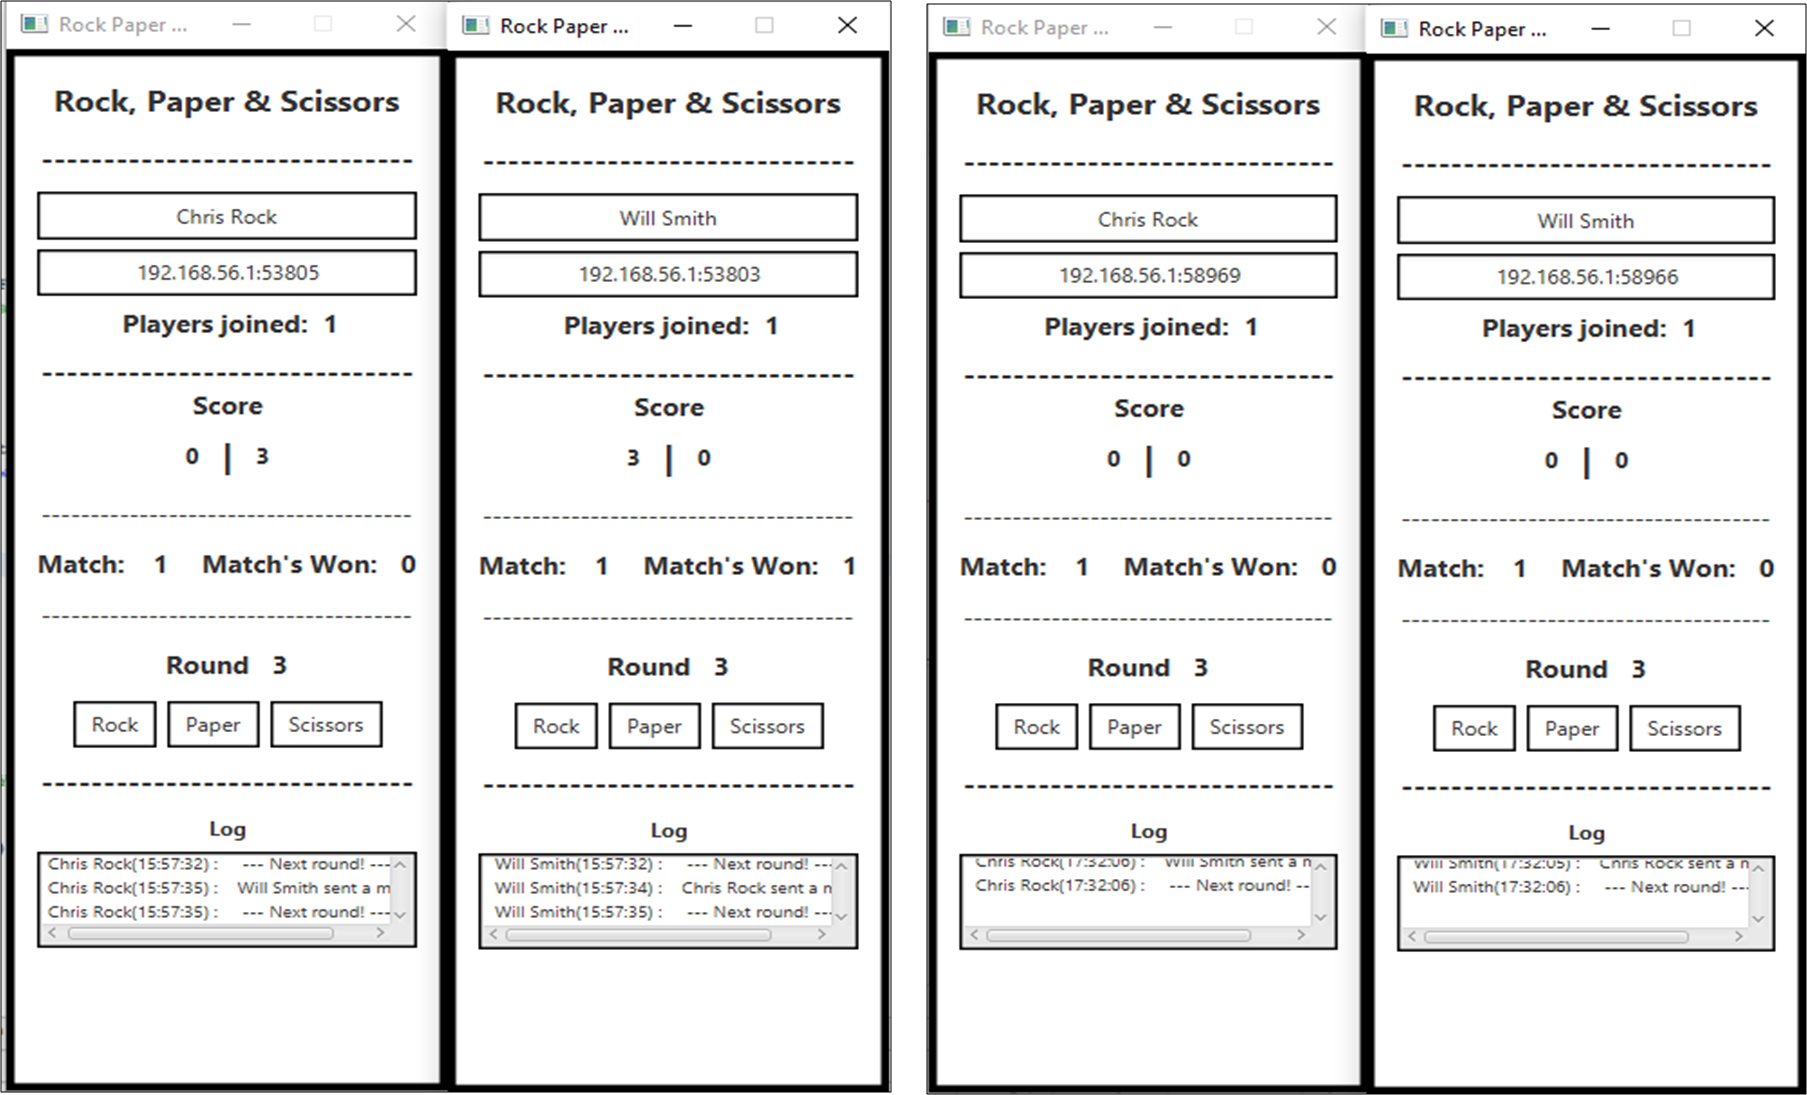 Rock Paper ...
Rock, Paper & Scissors
------------------------------
Chris Rock
192.168.56.1:53805
Players joined: 1
------------------------------
Score
0 | 3
--------------------------------------
Match: 1 Match's Won: 0
--------------------------------------
Round 3
Rock Paper Scissors
------------------------------
Log
Chris Rock(15:57:32) : --- Next round! ---
Chris Rock(15:57:35) : Will Smith sent a m
Chris Rock(15:57:35) : --- Next round! ---
Rock Paper ...
Rock, Paper & Scissors
------------------------------
Will Smith
192.168.56.1:53803
Players joined: 1
------------------------------
Score
3 | 0
--------------------------------------
Match: 1 Match's Won: 1
--------------------------------------
Round 3
Rock Paper Scissors
------------------------------
Log
Will Smith(15:57:32) : --- Next round! ---
Will Smith(15:57:34) : Chris Rock sent a m
Will Smith(15:57:35) : --- Next round! ---
Rock Paper ...
Rock, Paper & Scissors
------------------------------
Chris Rock
192.168.56.1:58969
Players joined: 1
------------------------------
Score
0 | 0
--------------------------------------
Match: 1 Match's Won: 0
--------------------------------------
Round 3
Rock Paper Scissors
------------------------------
Log
Chris Rock(17:32:06) : Will Smith sent a m
Chris Rock(17:32:06) : --- Next round! --
Rock Paper ...
Rock, Paper & Scissors
------------------------------
Will Smith
192.168.56.1:58966
Players joined: 1
------------------------------
Score
0 | 0
--------------------------------------
Match: 1 Match's Won: 0
--------------------------------------
Round 3
Rock Paper Scissors
------------------------------
Log
Will Smith(17:32:05) : Chris Rock sent a m
Will Smith(17:32:06) : --- Next round! ---